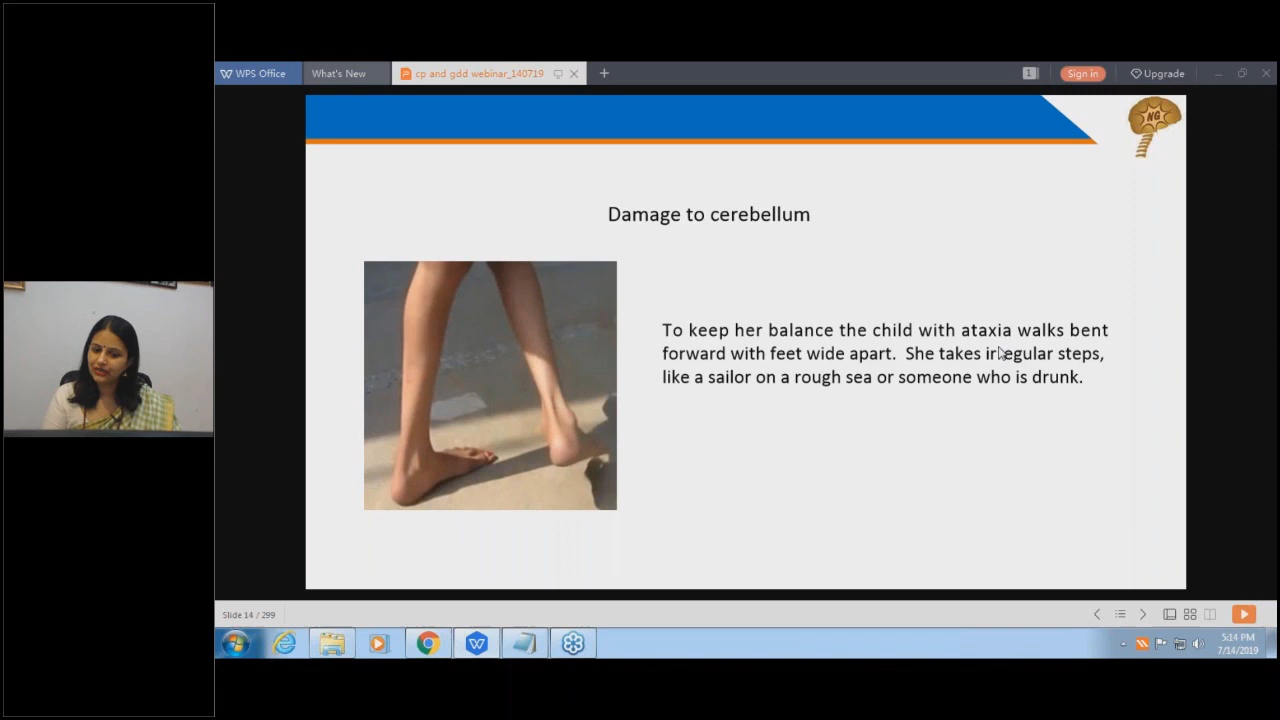 WPS Office
What's New
cp and gdd webinar_140719
1
Sign in
Upgrade
NG
Damage to cerebellum
To keep her balance the child with ataxia walks bent
forward with feet wide apart. She takes irregular steps,
like a sailor on a rough sea or someone who is drunk.
Slide 14 / 299
5:14 PM
7/14/2019